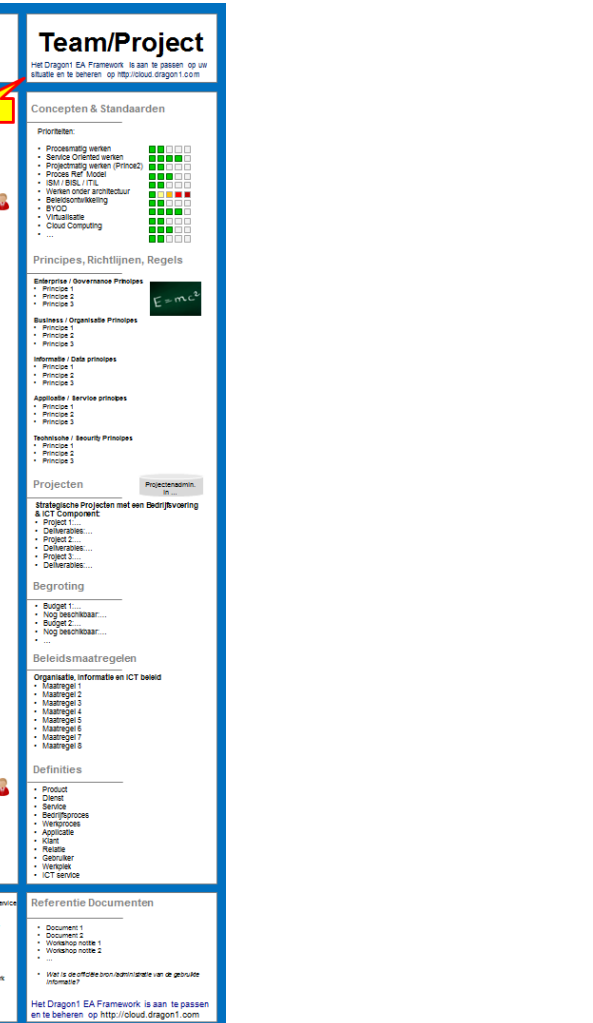 Team/Project
Het Dragon1 EA Framework is aan te passen op uw
situatie en te beheren op http://cloud.dragon1.com
Concepten & Standaarden
Prioriteiten:
• Procesmatig werken
• Service Oriented werken
• Projectmatig werken (Prince2)
• Proces Ref Model
• ISM / BISL / ITIL
• Werken onder architectuur
• Beleidsontwikkeling
• BYOD
• Virtualisatie
• Cloud Computing
• ...
Principes, Richtlijnen, Regels
Enterprise / Governance Principes
• Principe 1
• Principe 2
• Principe 3
E=mc²
Business / Organisatie Principes
• Principe 1
• Principe 2
• Principe 3
Informatie / Data principes
• Principe 1
• Principe 2
• Principe 3
Applicatie / Service principes
• Principe 1
• Principe 2
• Principe 3
Technische / Security Principes
• Principe 1
• Principe 2
• Principe 3
Projecten
Projectenadmin.
in ...
Strategische Projecten met een Bedrijfsvoering
& ICT Component:
• Project 1:...
• Deliverables:...
• Project 2:...
• Deliverables:...
• Project 3:...
• Deliverables:...
Begroting
• Budget 1:...
• Nog beschikbaar:...
• Budget 2:...
• Nog beschikbaar:...
• ...
Beleidsmaatregelen
Organisatie, Informatie en ICT beleid
• Maatregel 1
• Maatregel 2
• Maatregel 3
• Maatregel 4
• Maatregel 5
• Maatregel 6
• Maatregel 7
• Maatregel 8
Definities
• Product
• Dienst
• Service
• Bedrijfsproces
• Werkproces
• Applicatie
• Klant
• Relatie
• Gebruiker
• Werkplek
• ICT service
Referentie Documenten
• Document 1
• Document 2
• Workshop notitie 1
• Workshop notitie 2
• ...
• Wat is de officiële bron /administratie van de gebruikte
informatie?
Het Dragon1 EA Framework is aan te passen
en te beheren op http://cloud.dragon1.com